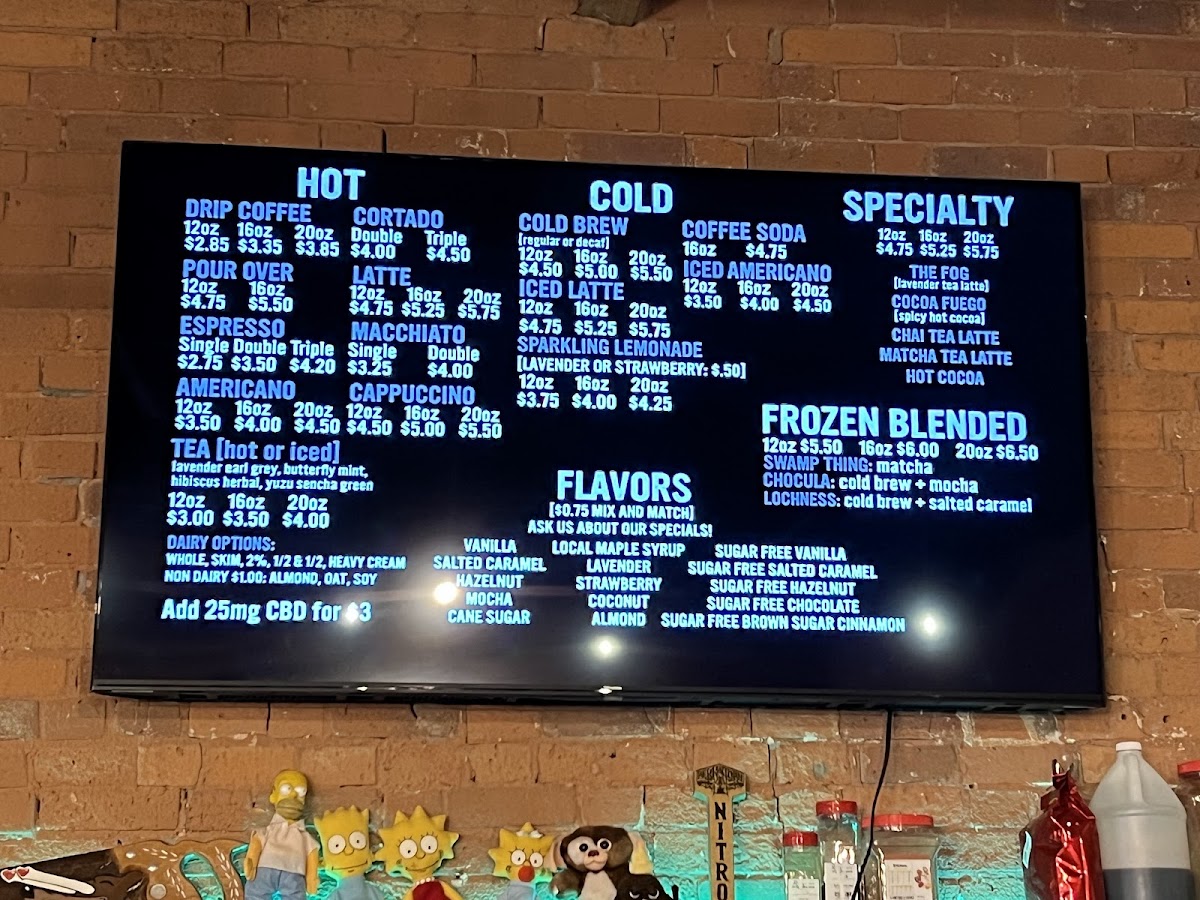 HOT
DRIP COFFEE
12oz 16oz 20oz
$2.85 $3.35 $3.85
POUR OVER
12oz 16oz
$4.75 $5.50
ESPRESSO
Single Double Triple
$2.75 $3.50 $4.20
AMERICANO
12oz 16oz 20oz
$3.50 $4.00 $4.50
CORTADO
Double Triple
$4.00 $4.50
LATTE
12oz 16oz 20oz
$4.75 $5.25 $5.75
MACCHIATO
Single Double
$3.25 $4.00
CAPPUCCINO
12oz 16oz 20oz
$4.50 $5.00 $5.50
TEA [hot or iced]
lavender earl grey, butterfly mint,
hibiscus herbal, yuzu sencha green
12oz 16oz 20oz
$3.00 $3.50 $4.00
DAIRY OPTIONS:
WHOLE, SKIM, 2%, 1/2 & 1/2, HEAVY CREAM
NON DAIRY $1.00: ALMOND, OAT, SOY
Add 25mg CBD for $3
COLD
COLD BREW
[regular or decaf]
12oz 16oz 20oz
$4.50 $5.00 $5.50
ICED LATTE
12oz 16oz 20oz
$4.75 $5.25 $5.75
SPARKLING LEMONADE
[LAVENDER OR STRAWBERRY: $.50]
12oz 16oz 20oz
$3.75 $4.00 $4.25
COFFEE SODA
16oz $4.75
ICED AMERICANO
12oz 16oz 20oz
$3.50 $4.00 $4.50
SPECIALTY
12oz 16oz 20oz
$4.75 $5.25 $5.75
THE FOG
[lavender tea latte]
COCOA FUEGO
[spicy hot cocoa]
CHAI TEA LATTE
MATCHA TEA LATTE
HOT COCOA
FROZEN BLENDED
12oz $5.50 16oz $6.00 20oz $6.50
SWAMP THING: matcha
CHOCULA: cold brew + mocha
LOCHNESS: cold brew + salted caramel
FLAVORS
[$0.75 MIX AND MATCH]
ASK US ABOUT OUR SPECIALS!
VANILLA
SALTED CARAMEL
HAZELNUT
MOCHA
CANE SUGAR
LOCAL MAPLE SYRUP
LAVENDER
STRAWBERRY
COCONUT
ALMOND
SUGAR FREE VANILLA
SUGAR FREE SALTED CARAMEL
SUGAR FREE HAZELNUT
SUGAR FREE CHOCOLATE
SUGAR FREE BROWN SUGAR CINNAMON
NITRO